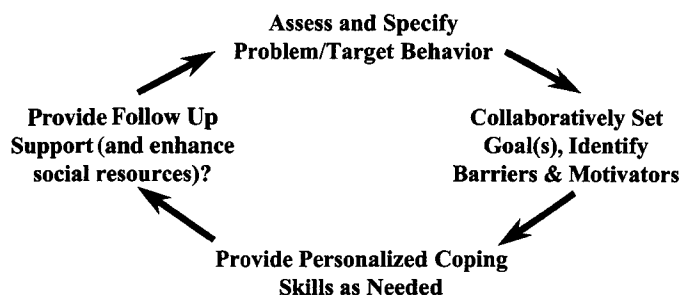 Assess and Specify
Problem/Target Behavior
Collaboratively Set
Goal(s), Identify
Barriers & Motivators
Provide Personalized Coping
Skills as Needed
Provide Follow Up
Support (and enhance
social resources)?